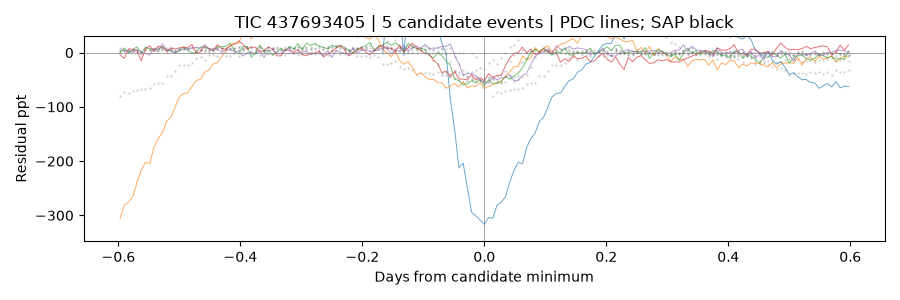 TIC 437693405 | 5 candidate events | PDC lines; SAP black
Residual ppt
0
−100
−200
−300
−0.6 −0.4 −0.2 0.0 0.2 0.4 0.6
Days from candidate minimum